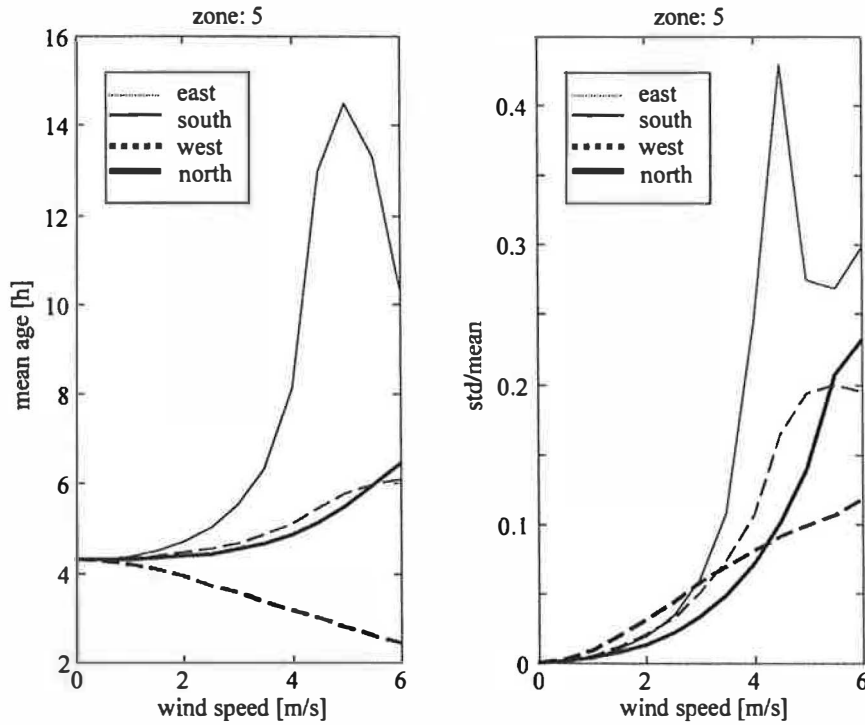 zone: 5
16
14
12
10
8
6
4
2
mean age [h]
east
south
west
north
0
2
4
6
wind speed [m/s]
zone: 5
0.4
0.3
0.2
0.1
0
std/mean
east
south
west
north
0
2
4
6
wind speed [m/s]